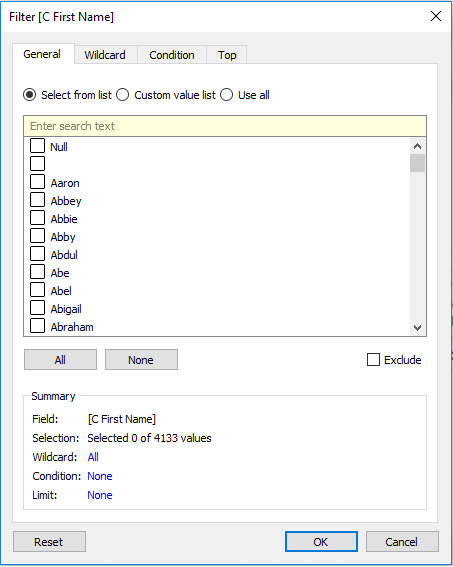 Filter [C First Name]
General Wildcard Condition Top
Select from list Custom value list Use all
Enter search text
Null
Aaron
Abbey
Abbie
Abby
Abdul
Abe
Abel
Abigail
Abraham
All None Exclude
Summary
Field: [C First Name]
Selection: Selected 0 of 4133 values
Wildcard: All
Condition: None
Limit: None
Reset OK Cancel